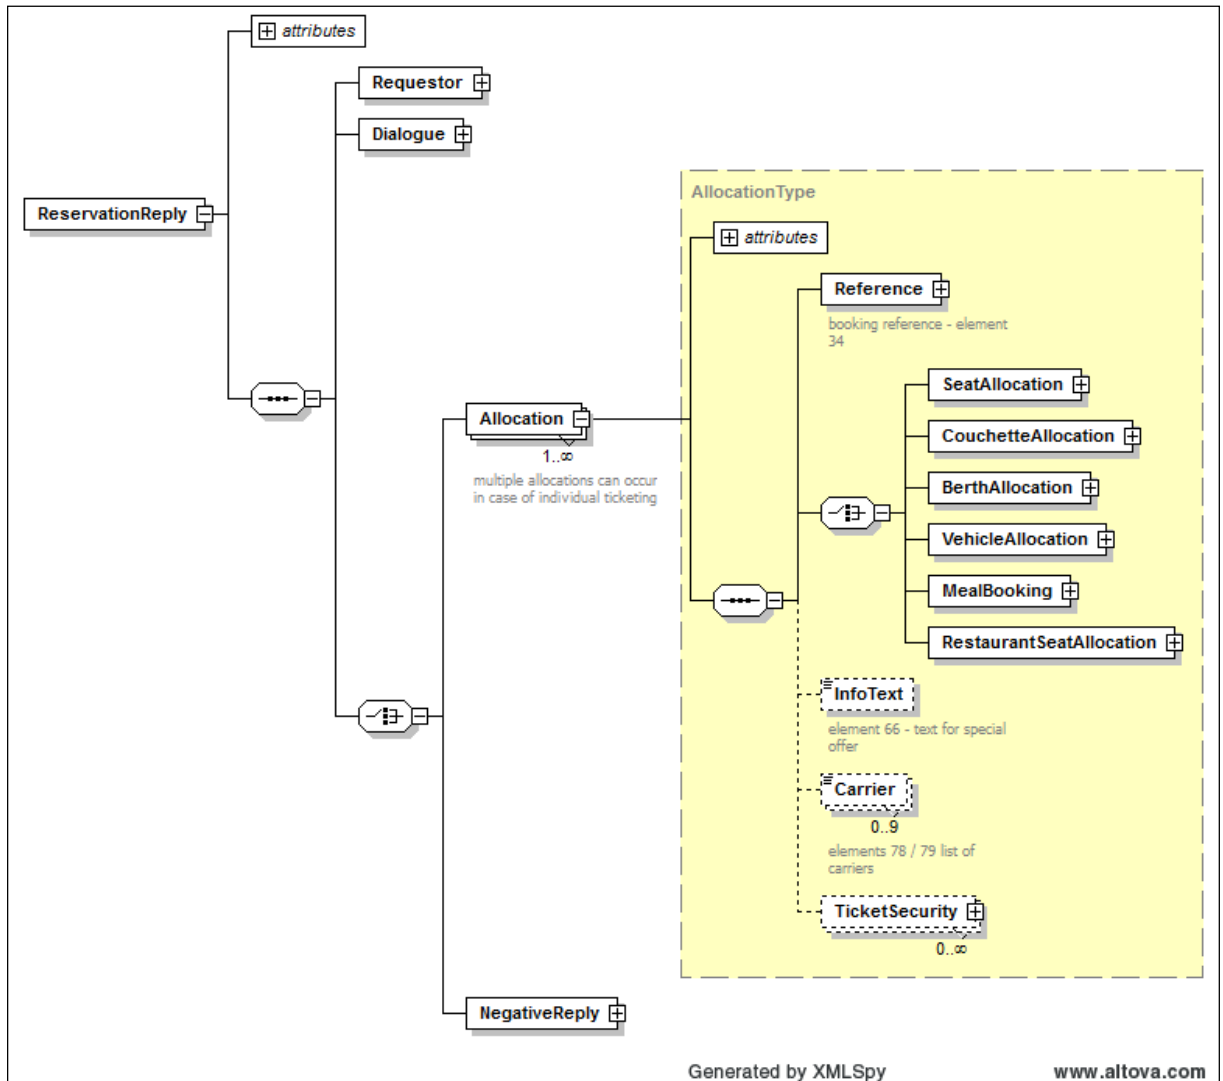 attributes
Requestor
Dialogue
ReservationReply
AllocationType
attributes
Reference
booking reference - element
34
SeatAllocation
CouchetteAllocation
BerthAllocation
VehicleAllocation
MealBooking
RestaurantSeatAllocation
Allocation
1..∞
multiple allocations can occur
in case of individual ticketing
InfoText
element 66 - text for special
offer
Carrier
0..9
elements 78 / 79 list of
carriers
TicketSecurity
0..∞
NegativeReply
Generated by XMLSpy
www.altova.com